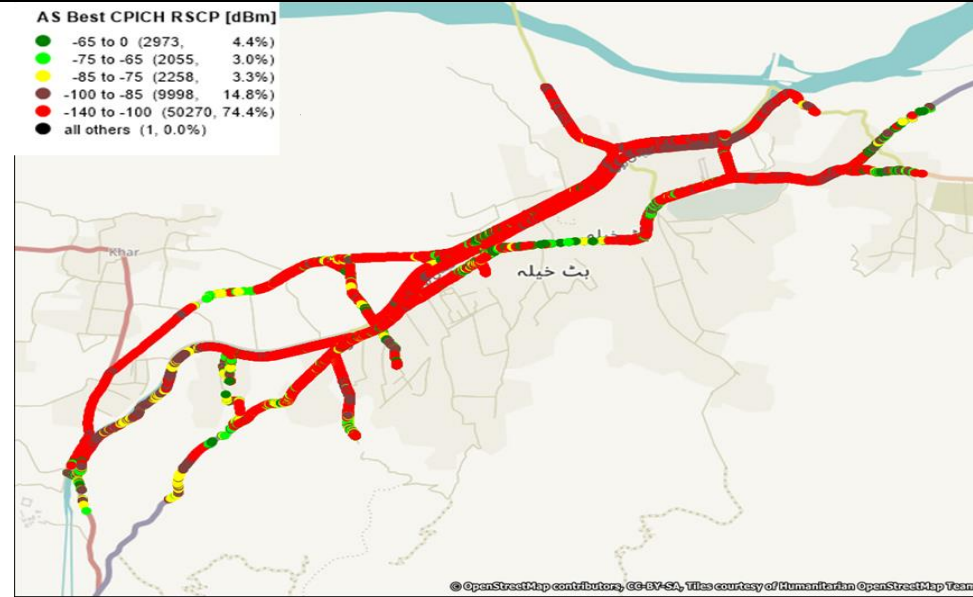 AS Best CPICH RSCP [dBm]
-65 to 0 (2973, 4.4%)
-75 to -65 (2055, 3.0%)
-85 to -75 (2258, 3.3%)
-100 to -85 (9998, 14.8%)
-140 to -100 (50270, 74.4%)
all others (1, 0.0%)
Khar
بٹ خیلہ
© OpenStreetMap contributors, CC-BY-SA, Tiles courtesy of Humanitarian OpenStreetMap Team